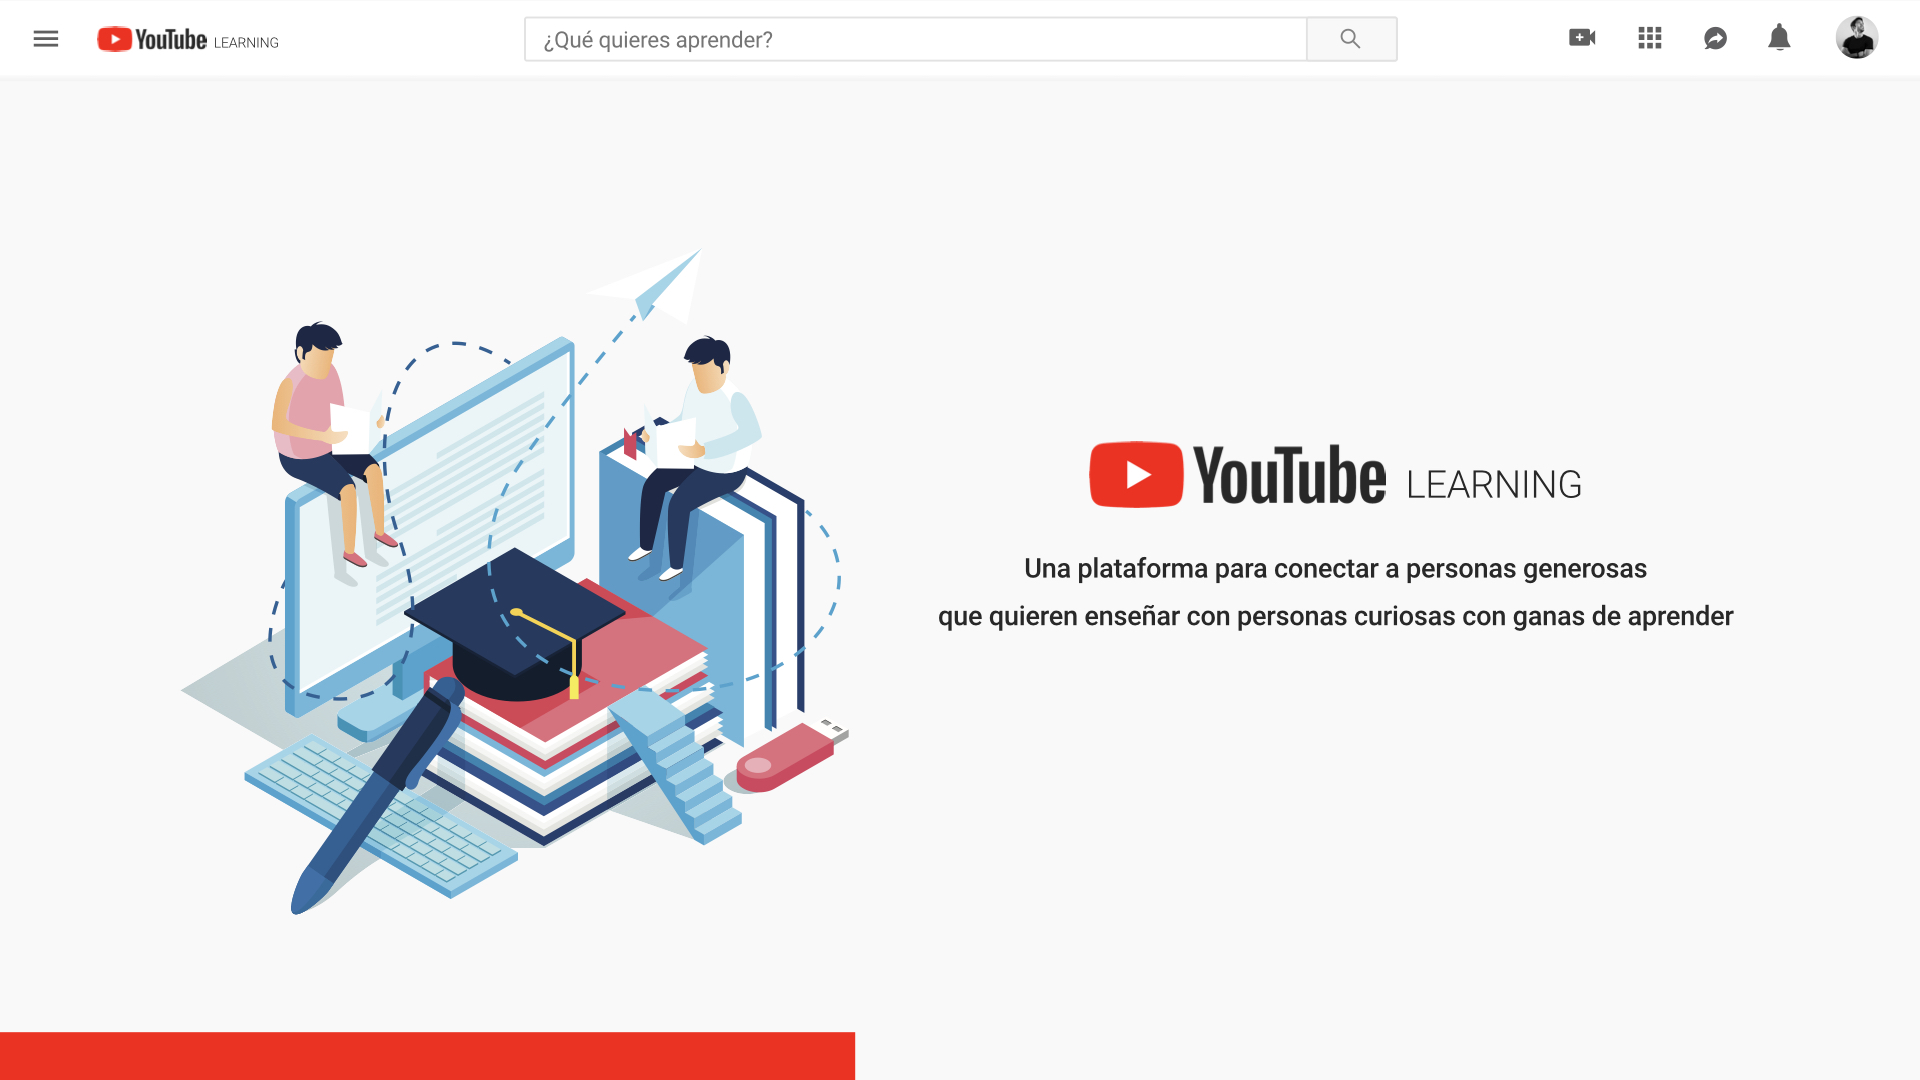 YouTube LEARNING
¿Qué quieres aprender?
YouTube LEARNING
Una plataforma para conectar a personas generosas
que quieren enseñar con personas curiosas con ganas de aprender